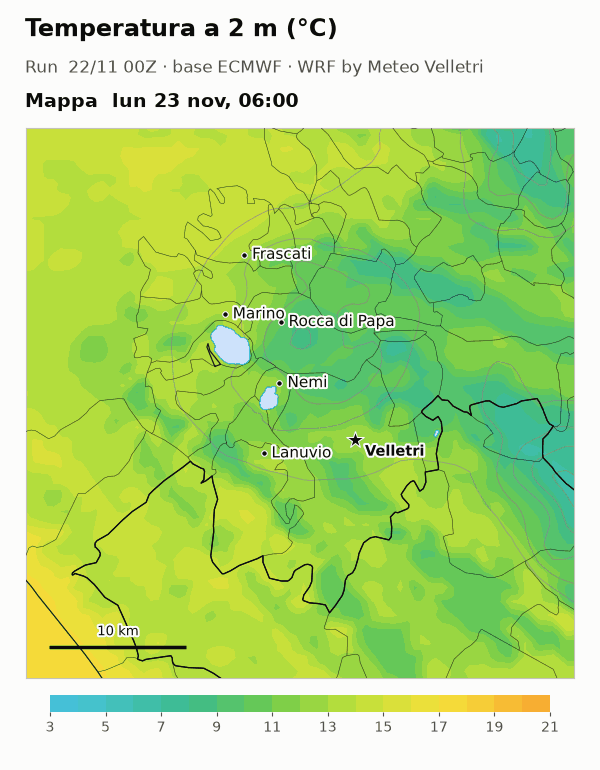 Temperatura a 2 m (°C)
Run  22/11 00Z · base ECMWF · WRF by Meteo Velletri
Mappa  lun 23 nov, 06:00
Frascati
Marino
Rocca di Papa
Nemi
Velletri
Lanuvio
10 km
3 5 7 9 11 13 15 17 19 21